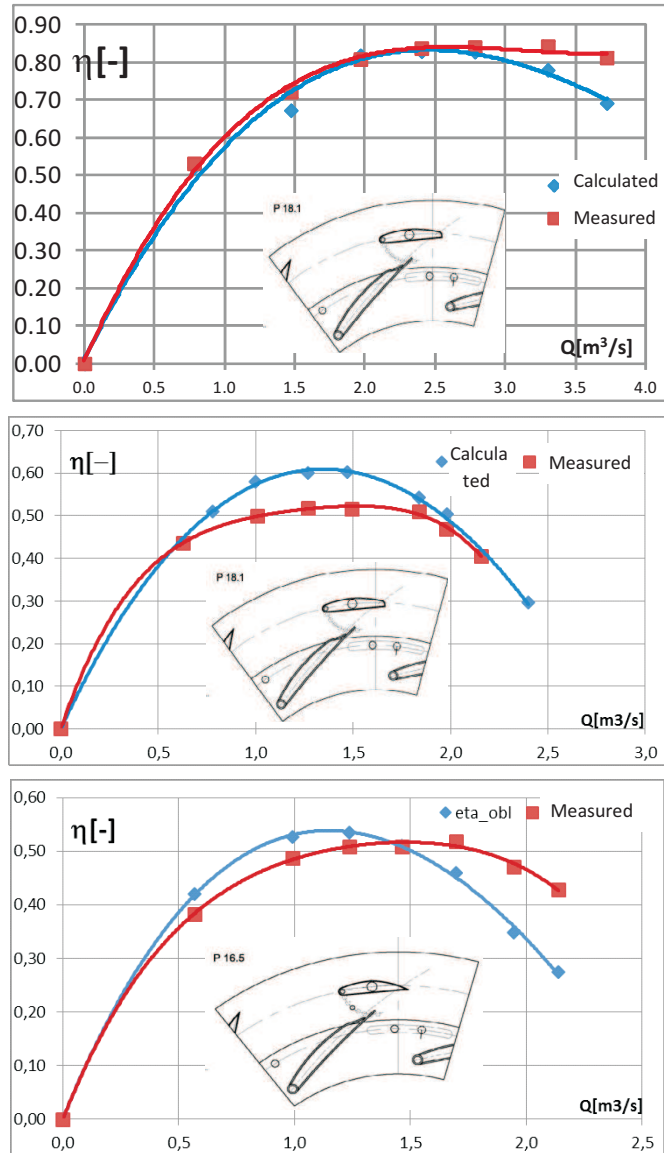 0.90
η[-]
0.80
0.70
0.60
0.50
0.40
0.30
0.20
0.10
0.00
Calculated
Measured
P 18.1
Q[m³/s]
0.0 0.5 1.0 1.5 2.0 2.5 3.0 3.5 4.0
0,70
η[–]
0,60
0,50
0,40
0,30
0,20
0,10
0,00
Calcula
ted
Measured
P 18.1
Q[m3/s]
0,0 0,5 1,0 1,5 2,0 2,5 3,0
0,60
η[-]
0,50
0,40
0,30
0,20
0,10
0,00
eta_obl Measured
P 16.5
Q[m3/s]
0,0 0,5 1,0 1,5 2,0 2,5